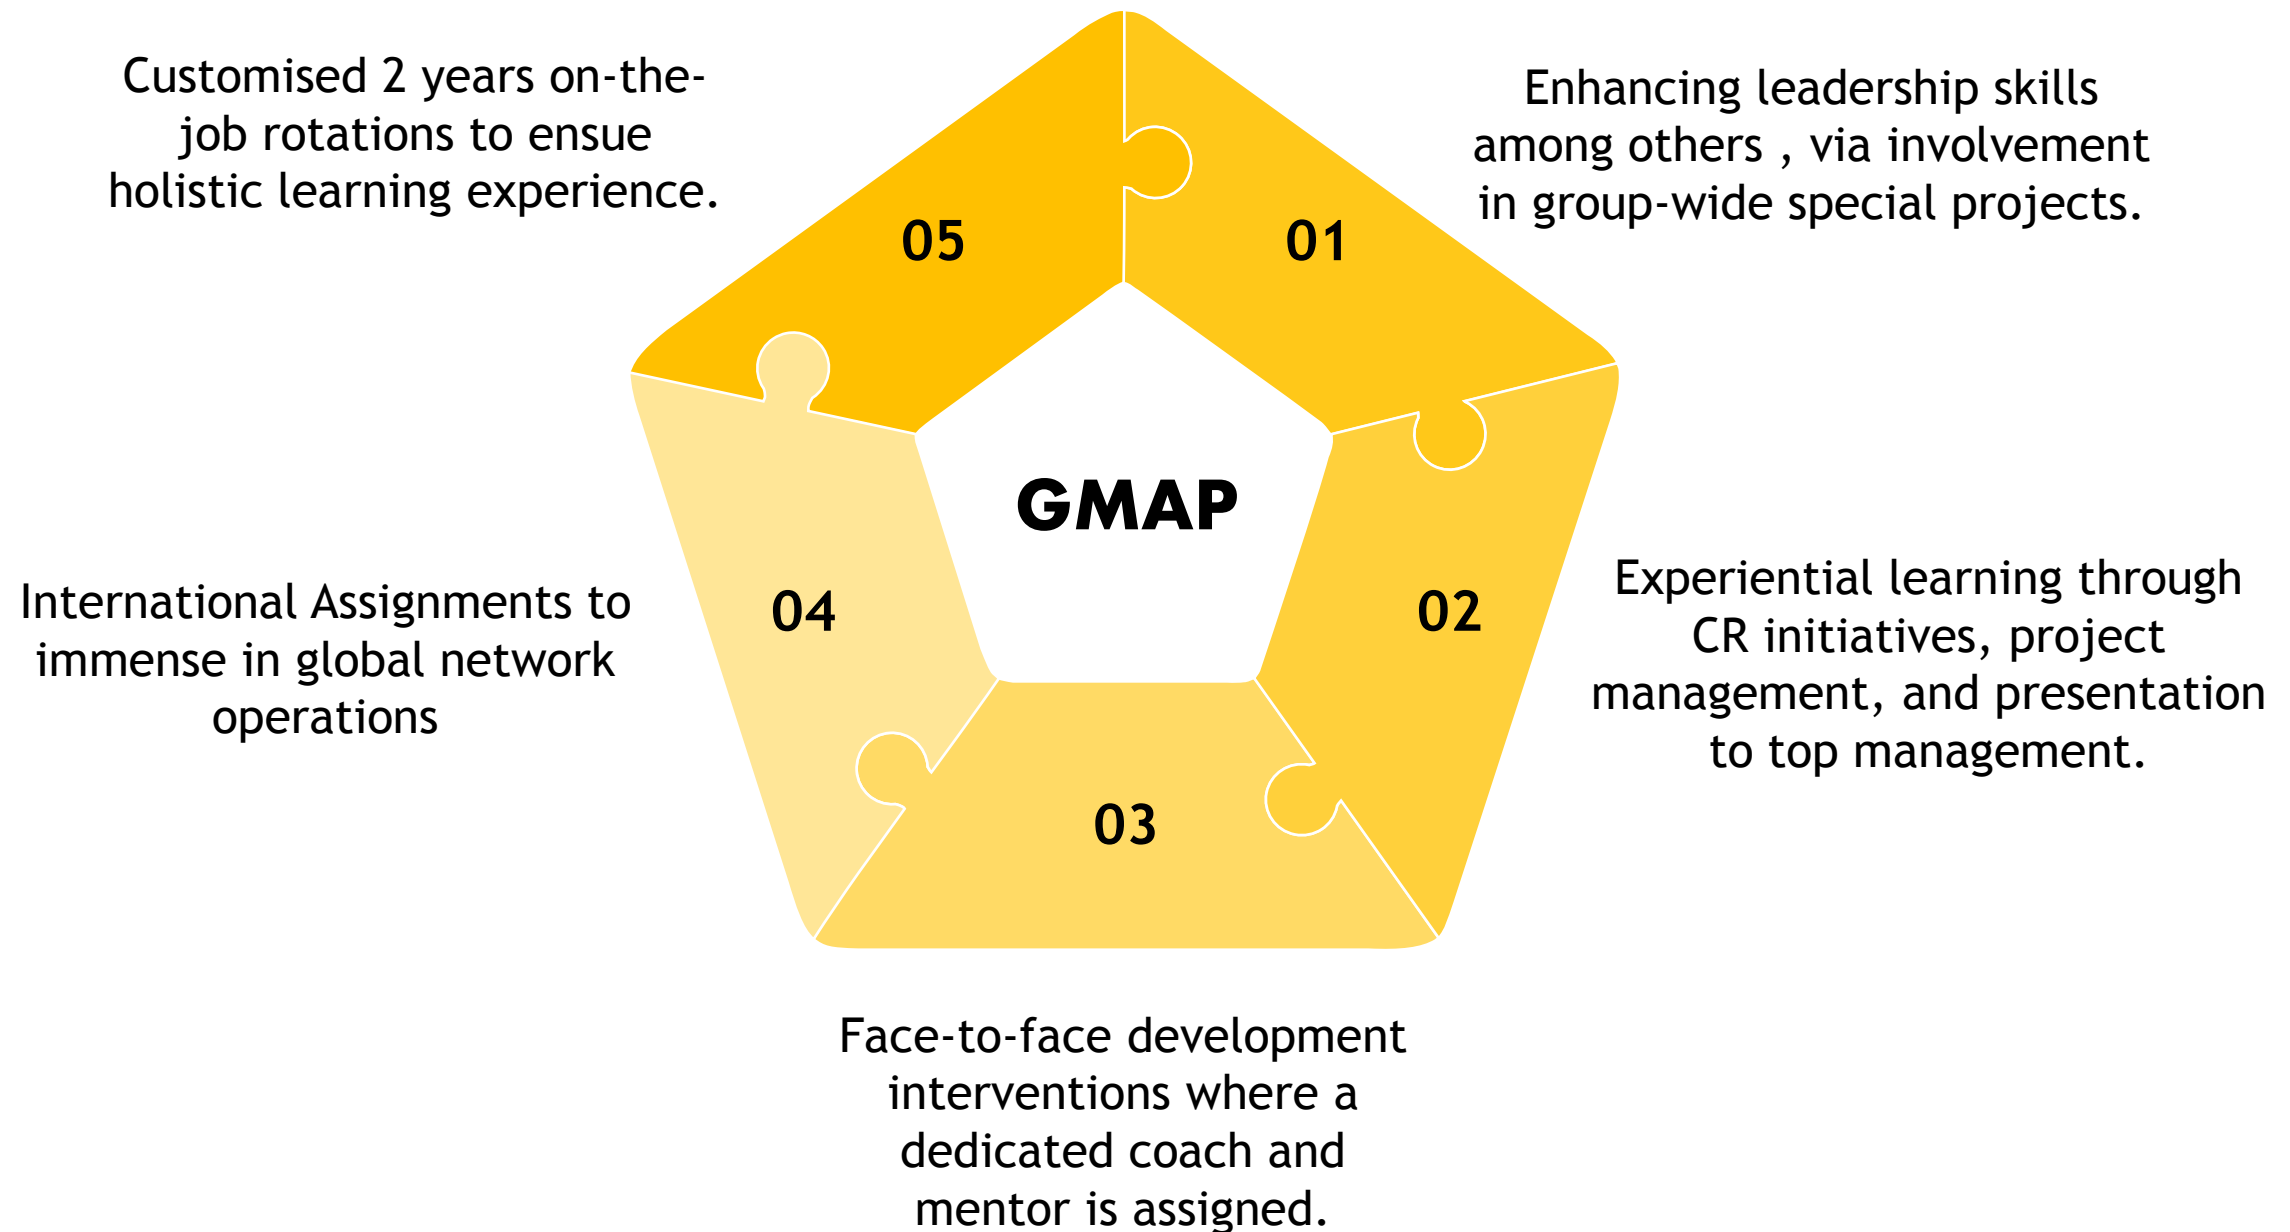 Customised 2 years on-the-
job rotations to ensue
holistic learning experience.
05
01
Enhancing leadership skills
among others , via involvement
in group-wide special projects.
GMAP
International Assignments to
immense in global network
operations
04
02
Experiential learning through
CR initiatives, project
management, and presentation
to top management.
03
Face-to-face development
interventions where a
dedicated coach and
mentor is assigned.